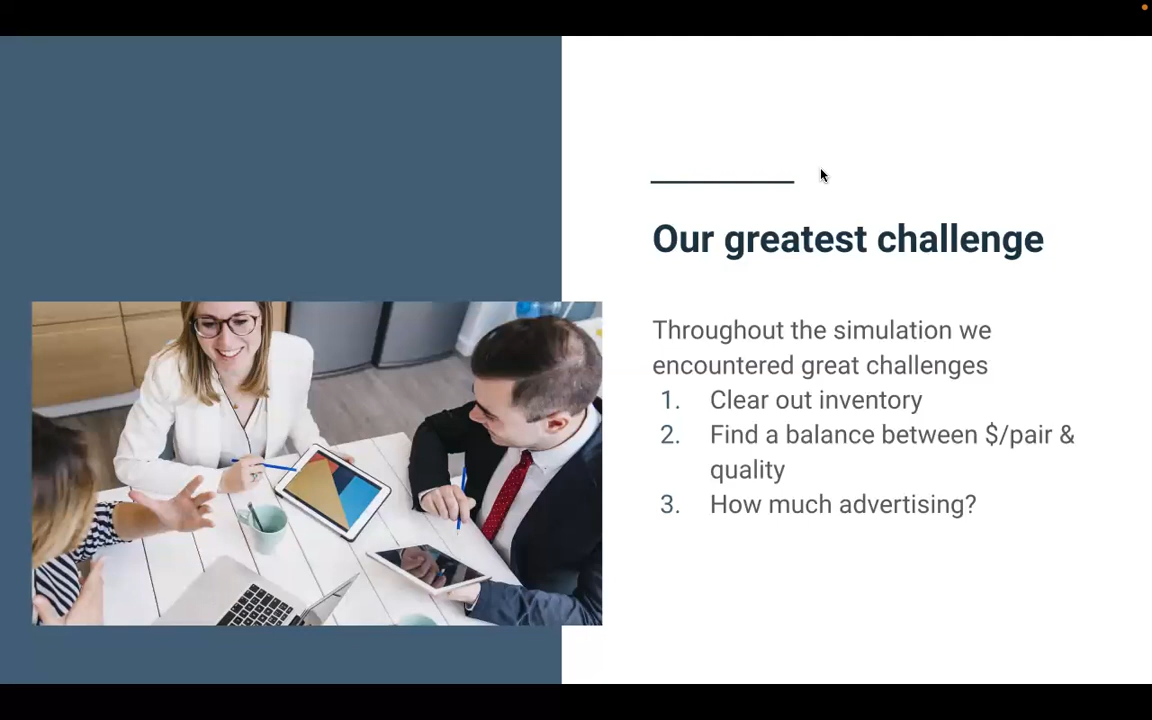 Our greatest challenge
Throughout the simulation we
encountered great challenges
1. Clear out inventory
2. Find a balance between $/pair &
quality
3. How much advertising?